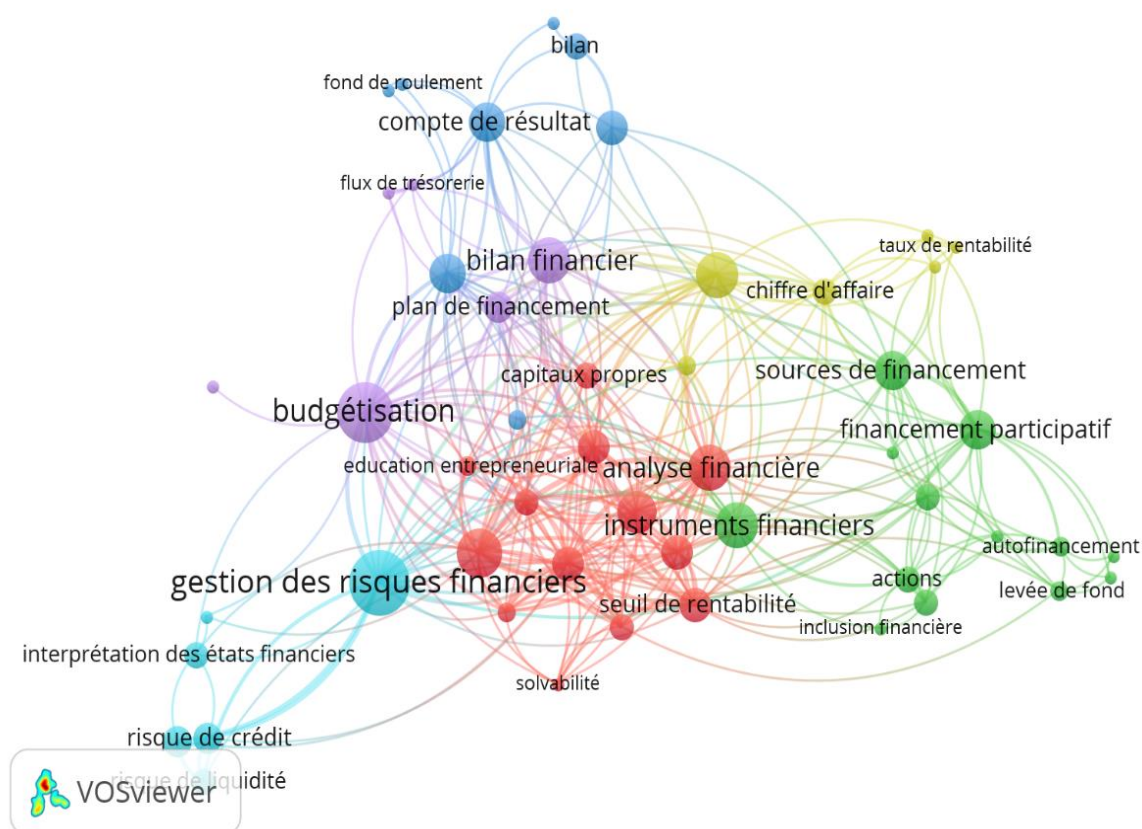 bilan
fond de roulement
compte de résultat
flux de trésorerie
taux de rentabilité
bilan financier
chiffre d'affaire
plan de financement
capitaux propres
sources de financement
budgétisation
financement participatif
education entrepreneuriale
analyse financière
instruments financiers
autofinancement
gestion des risques financiers
actions
levée de fond
seuil de rentabilité
inclusion financière
interprétation des états financiers
solvabilité
risque de crédit
risque de liquidité
VOSviewer